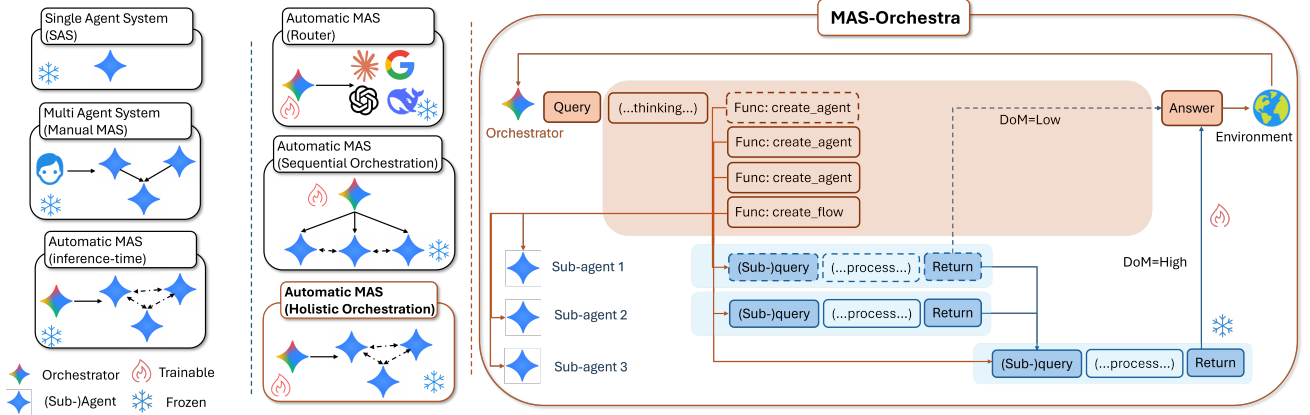 Single Agent System
(SAS)
Multi Agent System
(Manual MAS)
Automatic MAS
(inference-time)
Orchestrator
Trainable
(Sub-)Agent
Frozen
Automatic MAS
(Router)
Automatic MAS
(Sequential Orchestration)
Automatic MAS
(Holistic Orchestration)
MAS-Orchestra
Orchestrator
Query
(...thinking...)
Func: create_agent
Func: create_agent
Func: create_agent
Func: create_flow
DoM=Low
Answer
Environment
DoM=High
Sub-agent 1
(Sub-)query
(...process...)
Return
Sub-agent 2
(Sub-)query
(...process...)
Return
Sub-agent 3
(Sub-)query
(...process...)
Return